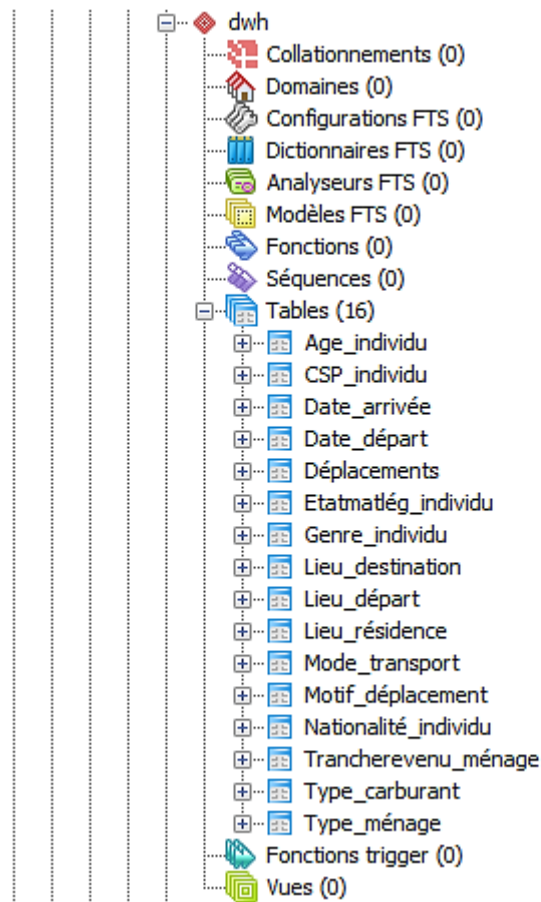 dwh
Collationnements (0)
Domaines (0)
Configurations FTS (0)
Dictionnaires FTS (0)
Analyseurs FTS (0)
Modèles FTS (0)
Fonctions (0)
Séquences (0)
Tables (16)
Age_individu
CSP_individu
Date_arrivée
Date_départ
Déplacements
Etatmatlég_individu
Genre_individu
Lieu_destination
Lieu_départ
Lieu_résidence
Mode_transport
Motif_déplacement
Nationalité_individu
Trancherevenu_ménage
Type_carburant
Type_ménage
Fonctions trigger (0)
Vues (0)